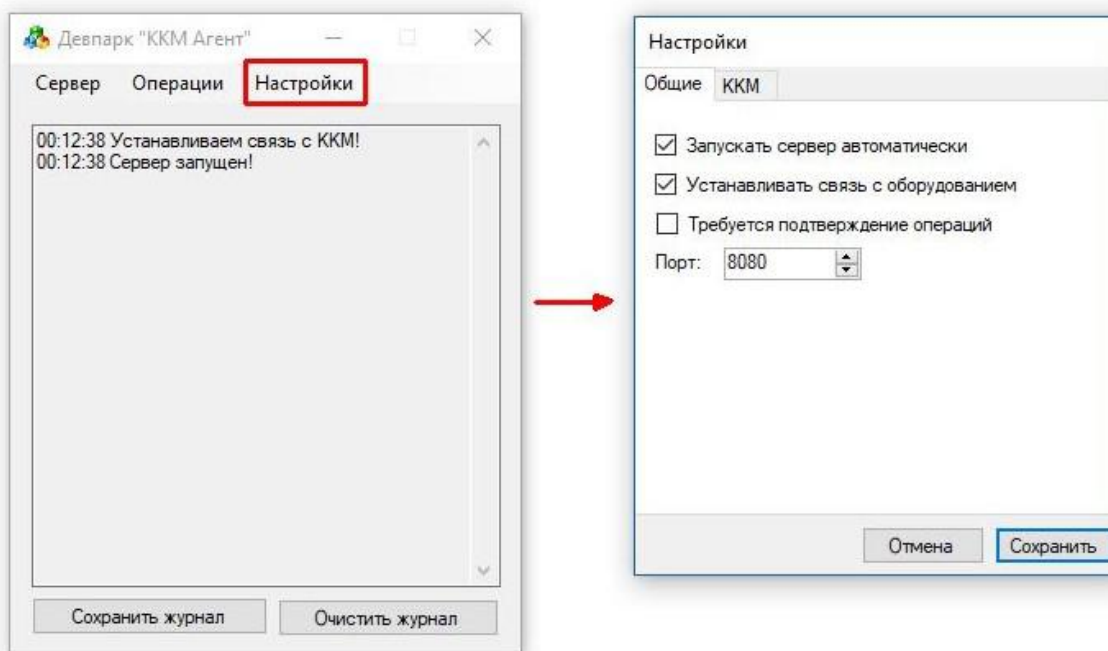 Девпарк "ККМ Агент"
Сервер Операции Настройки
00:12:38 Устанавливаем связь с ККМ!
00:12:38 Сервер запущен!
Сохранить журнал Очистить журнал
Настройки
Общие ККМ
Запускать сервер автоматически
Устанавливать связь с оборудованием
Требуется подтверждение операций
Порт: 8080
Отмена Сохранить